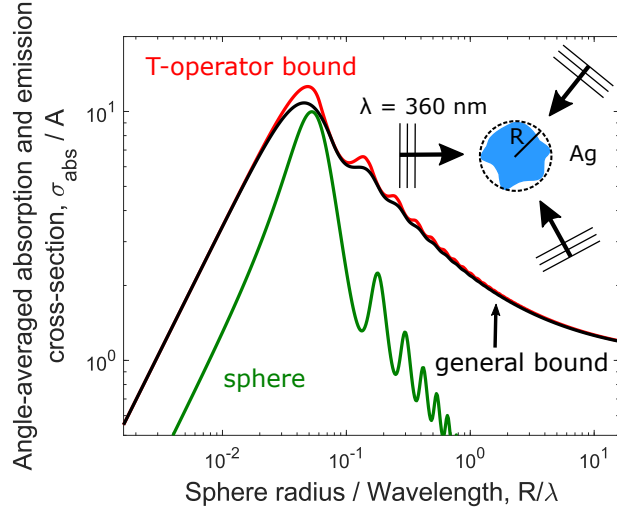 Angle-averaged absorption and emission
cross-section, σabs / A
10¹
10⁰
T-operator bound
λ = 360 nm
R
Ag
general bound
sphere
10⁻²
10⁻¹
10⁰
10¹
Sphere radius / Wavelength, R/λ